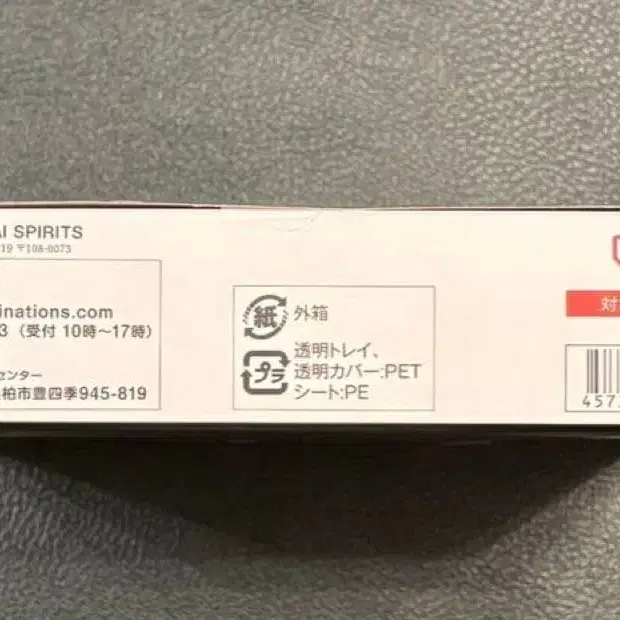 AI SPIRITS
19 〒108-0073
inations.com
3（受付 10時～17時）
センター
柏市豊四季945-819
紙 外箱
プラ 透明トレイ、
透明カバー:PET
シート:PE
対
457